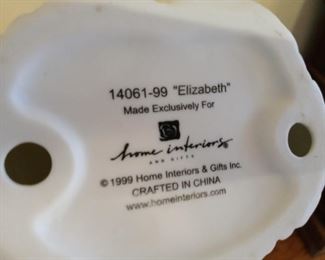 14061-99 "Elizabeth"
Made Exclusively For
home interiors®
AND GIFTS
© 1999 Home Interiors & Gifts Inc.
CRAFTED IN CHINA
www.homeinteriors.com